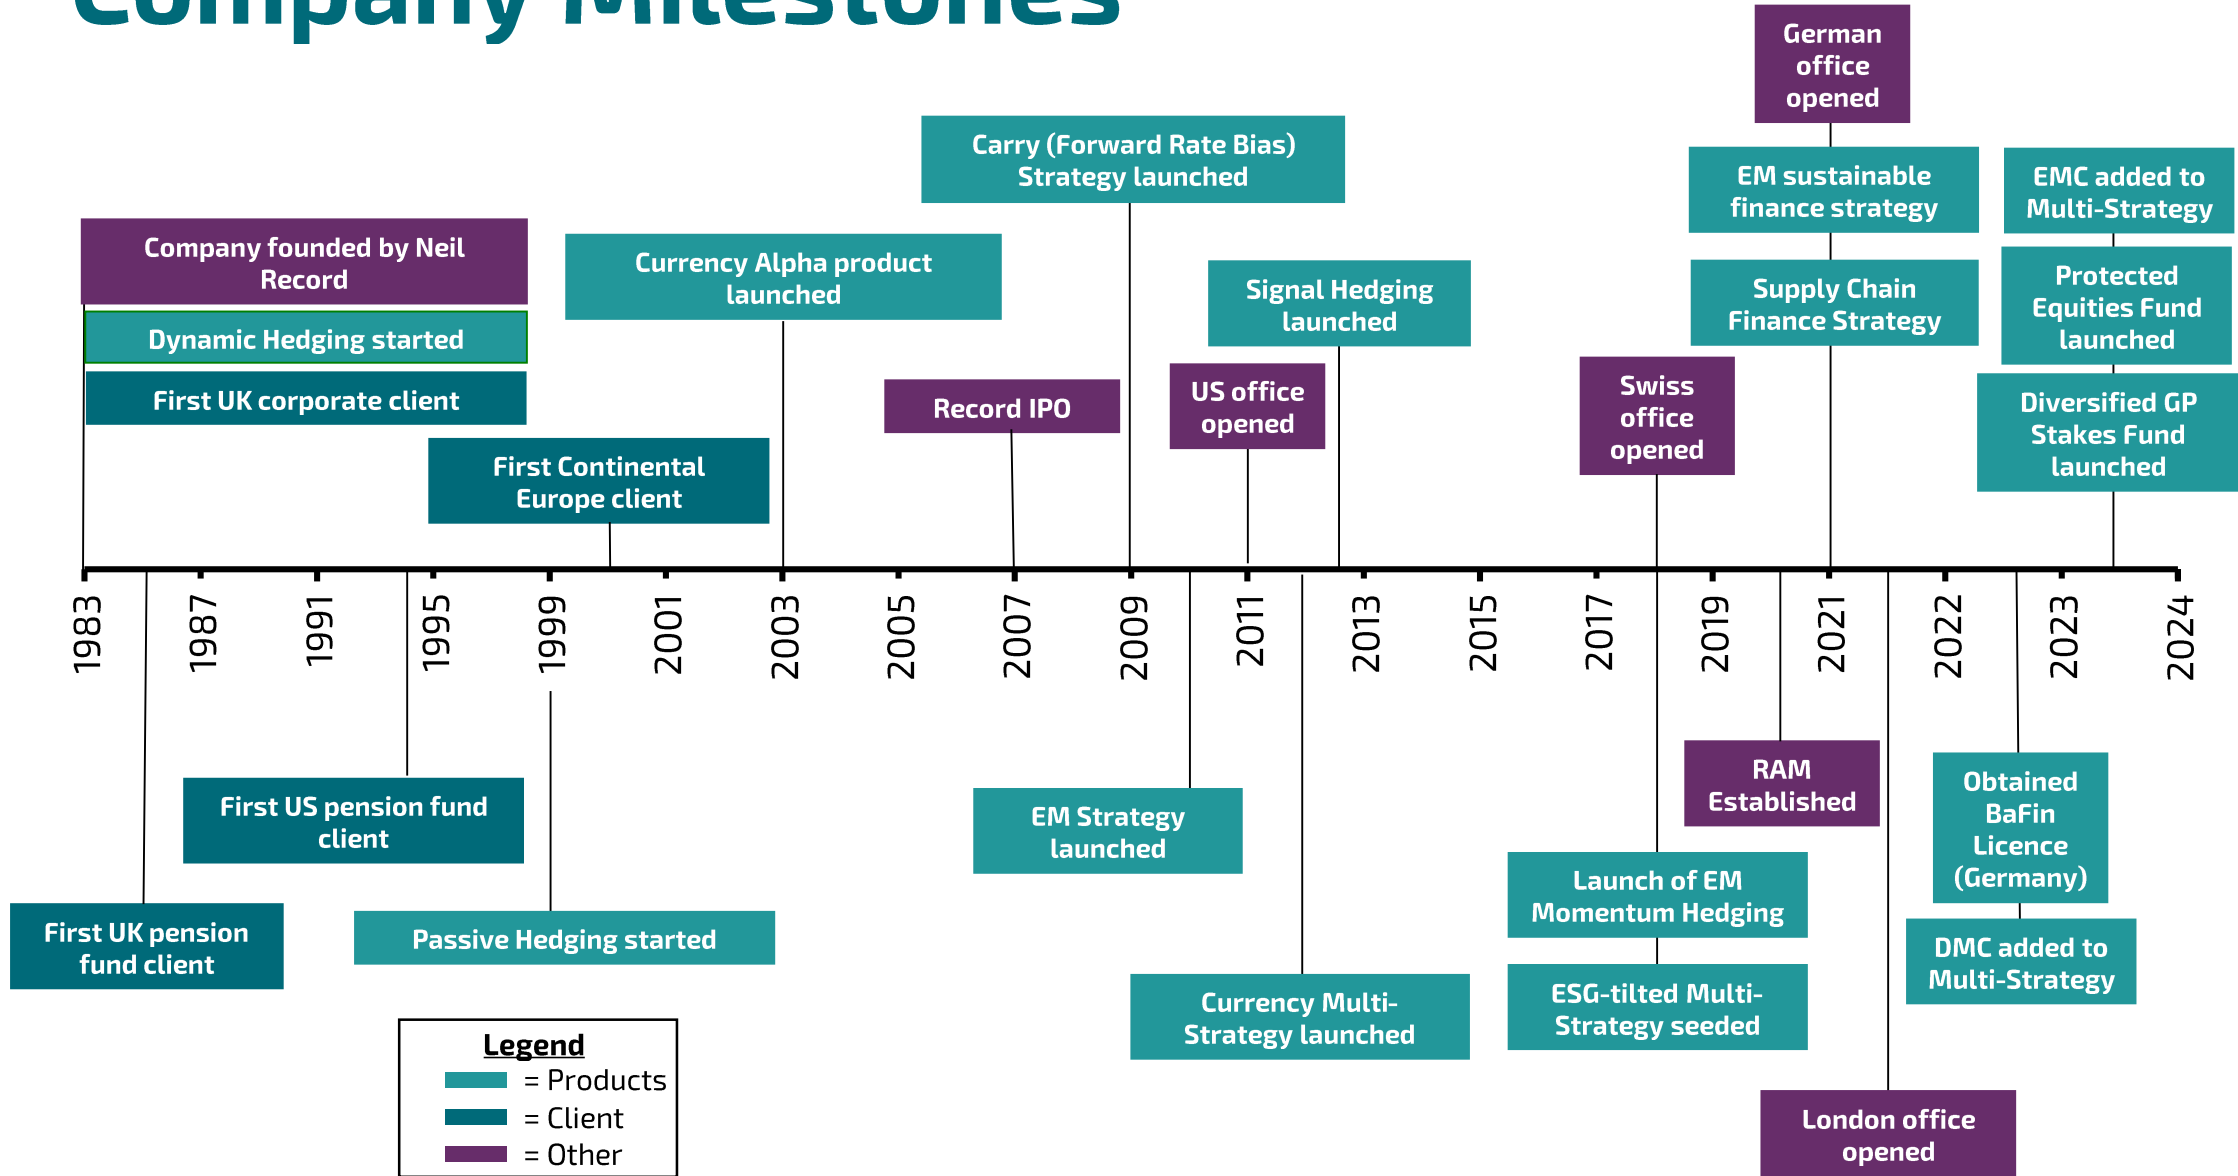 Company Milestones
German
office
opened
Carry (Forward Rate Bias)
Strategy launched
EM sustainable
finance strategy
EMC added to
Multi-Strategy
Company founded by Neil
Record
Currency Alpha product
launched
Signal Hedging
launched
Supply Chain
Finance Strategy
Protected
Equities Fund
launched
Dynamic Hedging started
First UK corporate client
Record IPO
US office
opened
Swiss
office
opened
Diversified GP
Stakes Fund
launched
First Continental
Europe client
1983
1987
1991
1995
1999
2001
2003
2005
2007
2009
2011
2013
2015
2017
2019
2021
2022
2023
2024
First US pension fund
client
EM Strategy
launched
RAM
Established
Obtained
BaFin
Licence
(Germany)
First UK pension
fund client
Passive Hedging started
Launch of EM
Momentum Hedging
DMC added to
Multi-Strategy
Currency Multi-
Strategy launched
ESG-tilted Multi-
Strategy seeded
London office
opened
Legend
= Products
= Client
= Other